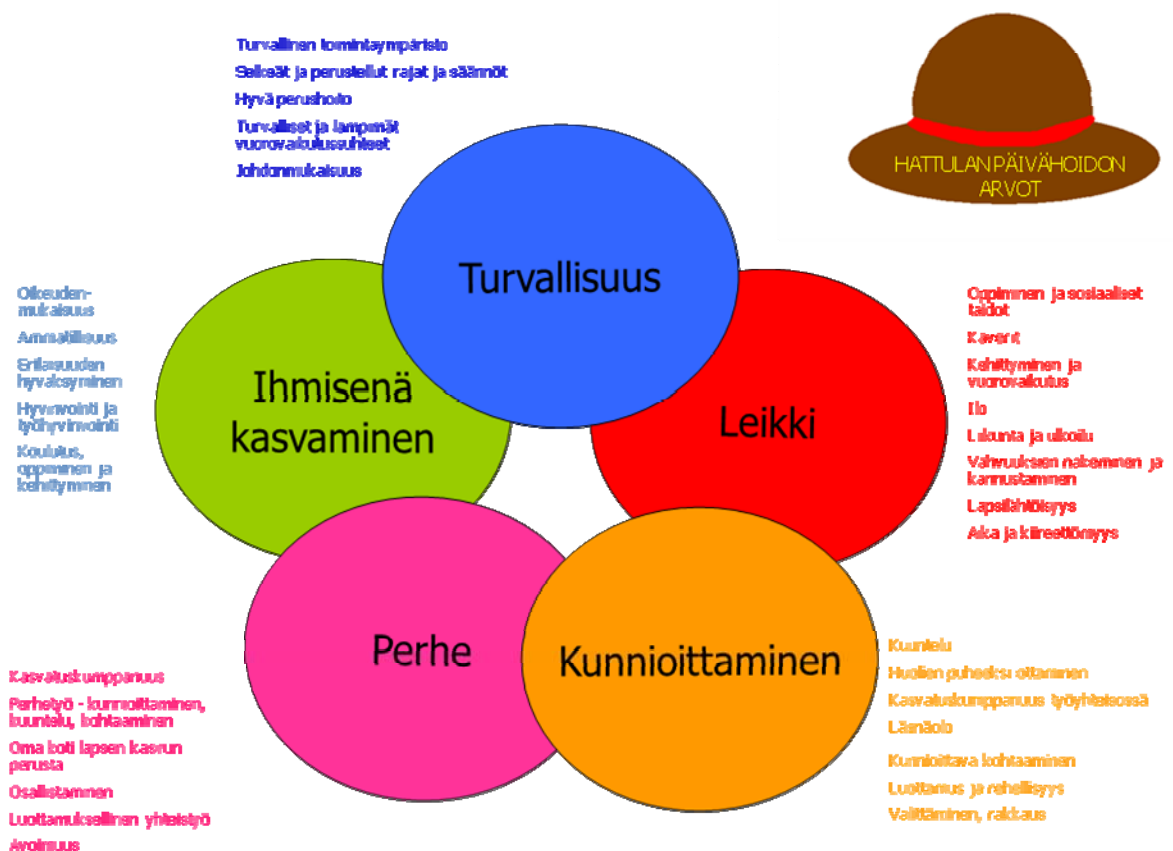 Turvallinen toimintaympäristö
Selkeät ja perustellut rajat ja säännöt
Hyvä perushoito
Turvalliset ja lämpimät
vuorovaikutussuhteet
Johdonmukaisuus
HATTULAN PÄIVÄHOIDON
ARVOT
Turvallisuus
Oikeuden-
mukaisuus
Ammatillisuus
Erilaisuuden
hyväksyminen
Hyvinvointi ja
työhyvinvointi
Koulutus,
oppiminen ja
kehittyminen
Ihmisenä
kasvaminen
Leikki
Oppiminen ja sosiaaliset
taidot
Kaverit
Kehittyminen ja
vuorovaikutus
Ilo
Liikunta ja ulkoilu
Vahvuuksien näkeminen ja
kannustaminen
Lapsilähtöisyys
Aika ja kiireettömyys
Perhe
Kasvatuskumppanuus
Perhetyö - kunnioittaminen,
kuuntelu, kohtaaminen
Oma koti lapsen kasvun
perusta
Osallistaminen
Luottamuksellinen yhteistyö
Avoimuus
Kunnioittaminen
Kuuntelu
Huolien puheeksi ottaminen
Kasvatuskumppanuus työyhteisössä
Läsnäolo
Kunnioittava kohtaaminen
Luottamus ja rehellisyys
Välittäminen, rakkaus